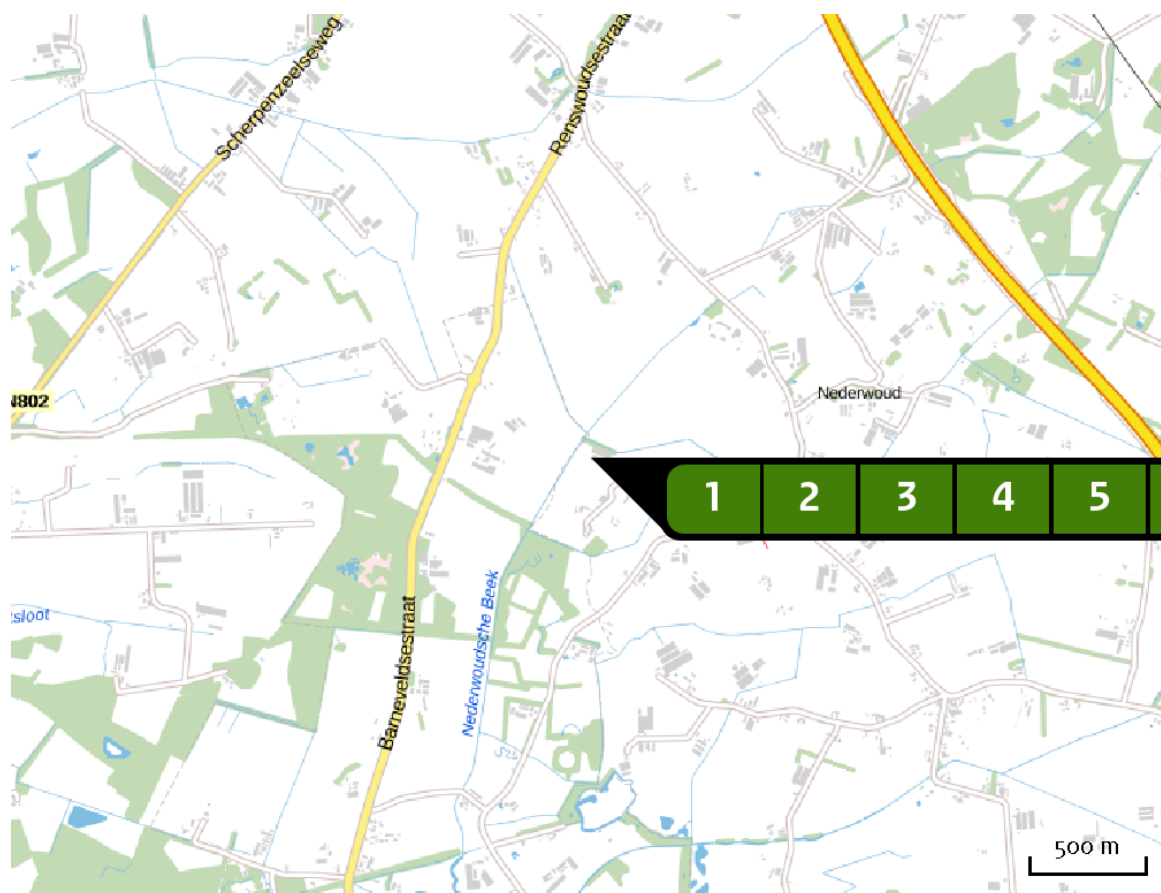 Scherpenzeelseweg
Renswoudsestraat
N802
Nederwoud
1 2 3 4 5
sloot
Nederwoudsche Beek
Barneveldsestraat
500 m